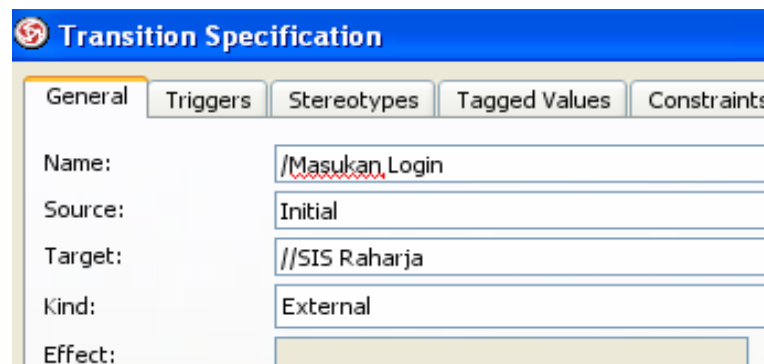 Transition Specification
General Triggers Stereotypes Tagged Values Constraints
Name: /Masukan Login
Source: Initial
Target: //SIS Raharja
Kind: External
Effect: